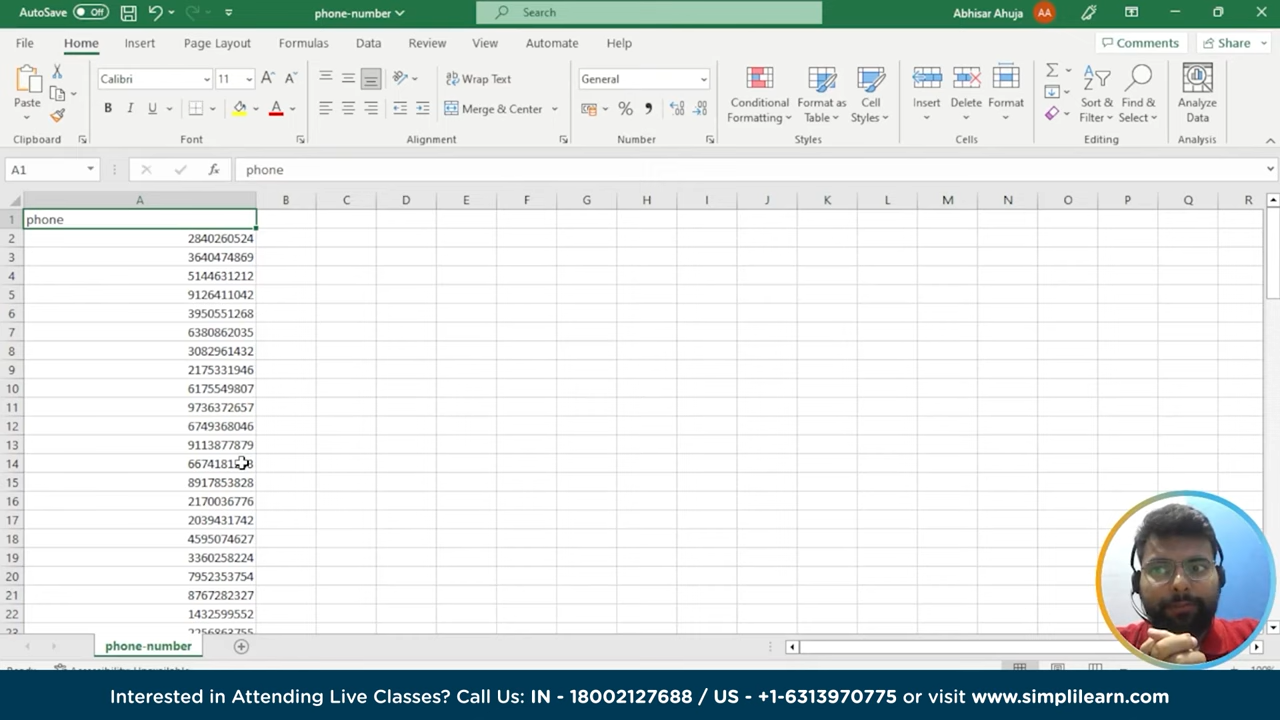 AutoSave Off phone-number Search Abhisar Ahuja AA
File Home Insert Page Layout Formulas Data Review View Automate Help Comments Share
Paste
Calibri 11 A A
Wrap Text
General
Conditional Formatting
Format as Table
Cell Styles
Insert
Delete
Format
Sort & Filter
Find & Select
Analyze Data
B I U A
Merge & Center
%
Clipboard Font Alignment Number Styles Cells Editing Analysis
A1 fx phone
A B C D E F G H I J K L M N O P Q R
1 phone
2 2840260524
3 3640474869
4 5144631212
5 9126411042
6 3950551268
7 6380862035
8 3082961432
9 2175331946
10 6175549807
11 9736372657
12 6749368046
13 9113877879
14
15 8917853828
16 2170036776
17 2039431742
18 4595074627
19 3360258224
20 7952353754
21 8767282327
22 1432599552
phone-number
Interested in Attending Live Classes? Call Us: IN - 18002127688 / US - +1-6313970775 or visit www.simplilearn.com